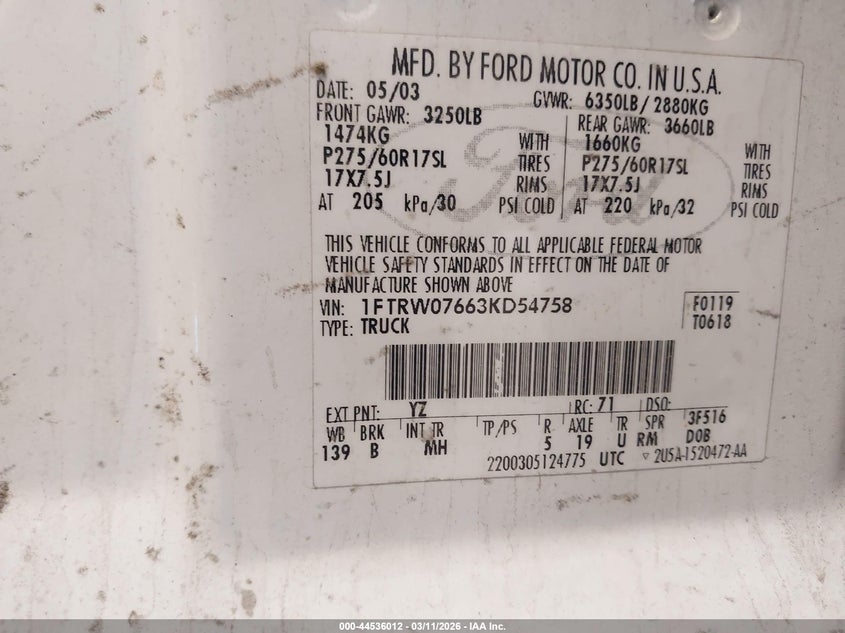 MFD. BY FORD MOTOR CO. IN U.S.A.
DATE: 05/03 GVWR: 6350LB/2880KG
FRONT GAWR: 3250LB REAR GAWR: 3660LB
1474KG WITH 1660KG WITH
P275/60R17SL TIRES P275/60R17SL TIRES
17X7.5J RIMS 17X7.5J RIMS
AT 205 kPa/30 PSI COLD AT 220 kPa/32 PSI COLD
Ford
THIS VEHICLE CONFORMS TO ALL APPLICABLE FEDERAL MOTOR
VEHICLE SAFETY STANDARDS IN EFFECT ON THE DATE OF
MANUFACTURE SHOWN ABOVE
VIN: 1FTRW07663KD54758 F0119
TYPE: TRUCK T0618
EXT PNT: YZ RC: 71 DSO:
WB BRK INT TR TP/PS R AXLE TR SPR 3F516
139 B MH 5 19 U RM DOB
2200305124775 UTC ▽ 2U5A-1520472-AA
000-44536012 - 03/11/2026 - IAA Inc.